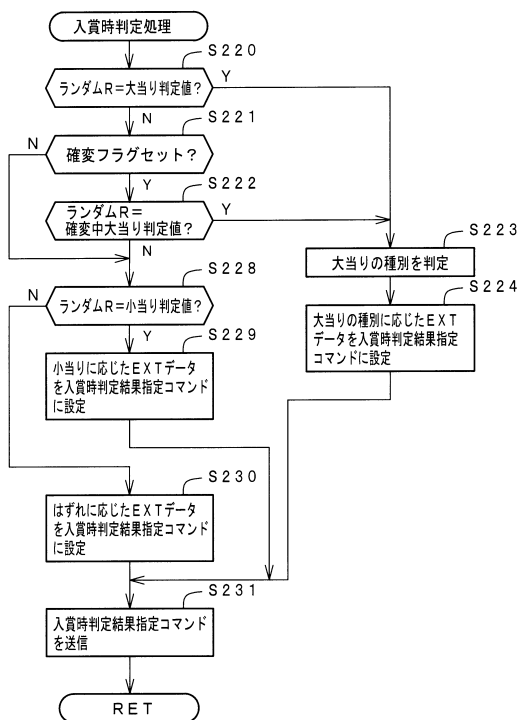 入賞時判定処理
S220
ランダムR=大当り判定値?
Y
N
S221
確変フラグセット?
N
Y
S222
ランダムR=
確変中大当り判定値?
Y
N
S223
大当りの種別を判定
S224
大当りの種別に応じたEXT
データを入賞時判定結果指定
コマンドに設定
S228
ランダムR=小当り判定値?
N
Y
S229
小当りに応じたEXTデータ
を入賞時判定結果指定コマンド
に設定
S230
はずれに応じたEXTデータ
を入賞時判定結果指定コマンド
に設定
S231
入賞時判定結果指定コマンド
を送信
RET